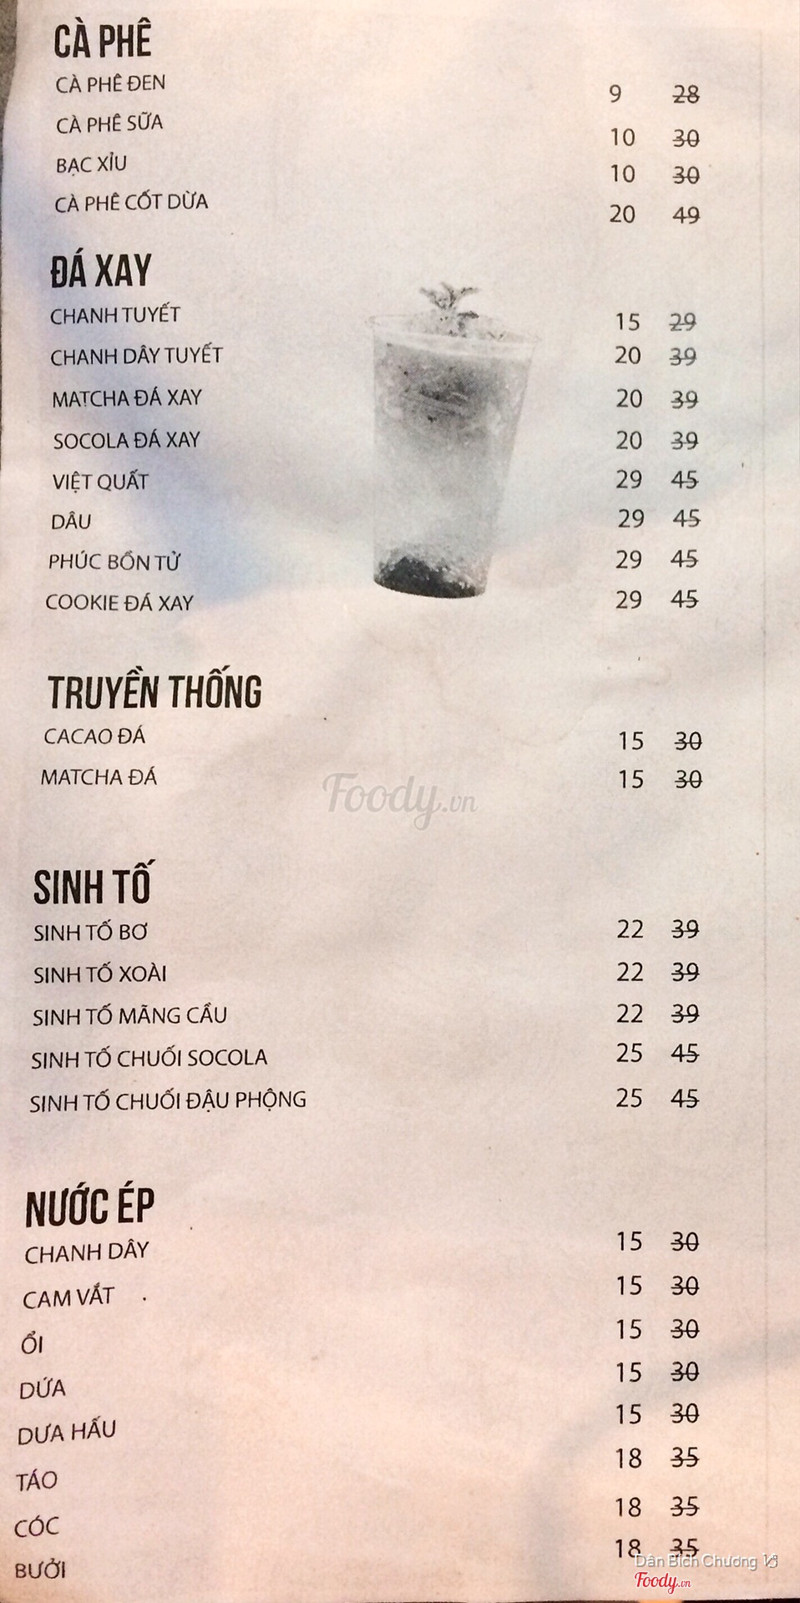 CÀ PHÊ
CÀ PHÊ ĐEN 9 28
CÀ PHÊ SỮA 10 30
BẠC XỈU 10 30
CÀ PHÊ CỐT DỪA 20 49
ĐÁ XAY
CHANH TUYẾT 15 29
CHANH DÂY TUYẾT 20 39
MATCHA ĐÁ XAY 20 39
SOCOLA ĐÁ XAY 20 39
VIỆT QUẤT 29 45
DÂU 29 45
PHÚC BỒN TỬ 29 45
COOKIE ĐÁ XAY 29 45
TRUYỀN THỐNG
CACAO ĐÁ 15 30
MATCHA ĐÁ 15 30
Foody.vn
SINH TỐ
SINH TỐ BƠ 22 39
SINH TỐ XOÀI 22 39
SINH TỐ MÃNG CẦU 22 39
SINH TỐ CHUỐI SOCOLA 25 45
SINH TỐ CHUỐI ĐẬU PHỘNG 25 45
NƯỚC ÉP
CHANH DÂY 15 30
CAM VẮT . 15 30
ỔI 15 30
DỨA 15 30
DƯA HẤU 15 30
TÁO 18 35
CÓC 18 35
BƯỞI 18 35
Dân Bích Chương
Foody.vn